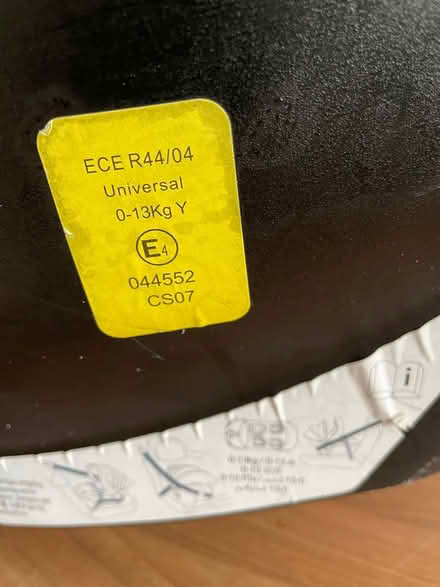 ECE R44/04
Universal
0-13Kg Y
E4
044552
CS07
i